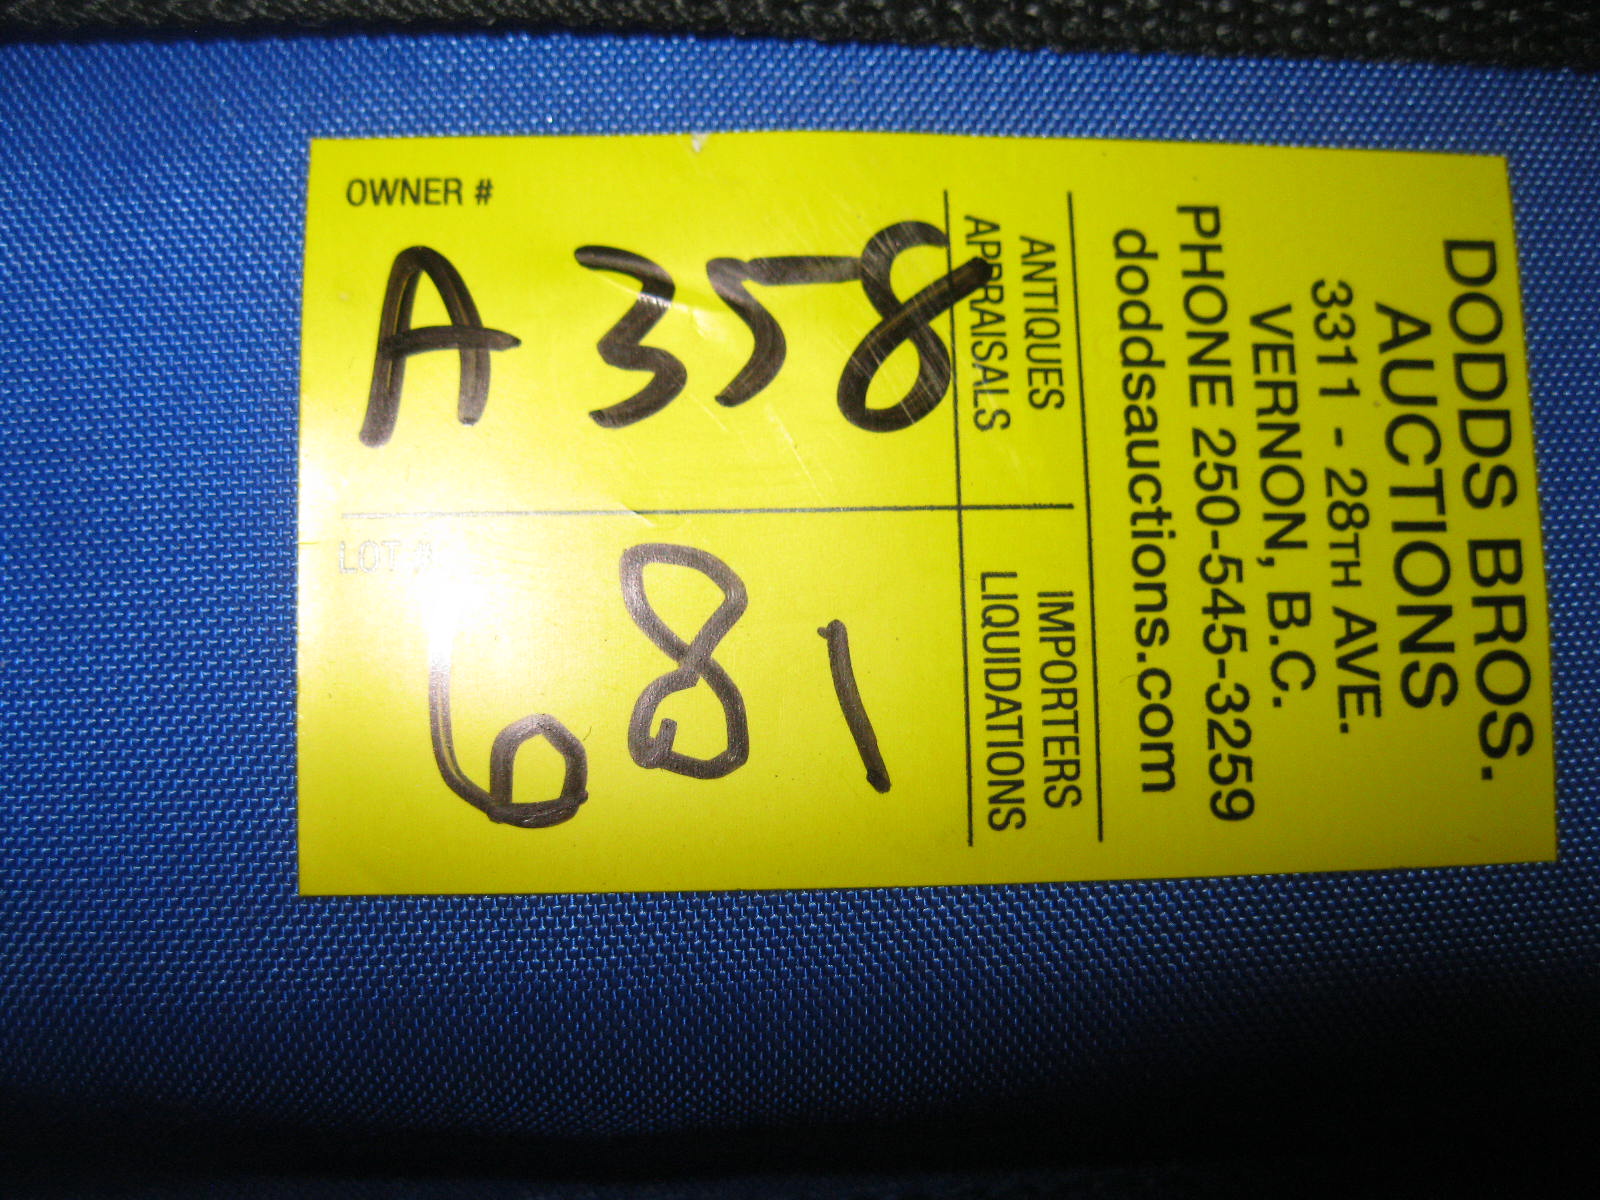 DODDS BROS.
AUCTIONS
3311 - 28TH AVE.
VERNON, B.C.
PHONE 250-545-3259
doddsauctions.com
ANTIQUES
APPRAISALS
IMPORTERS
LIQUIDATIONS
OWNER #
A 358
LOT #
681